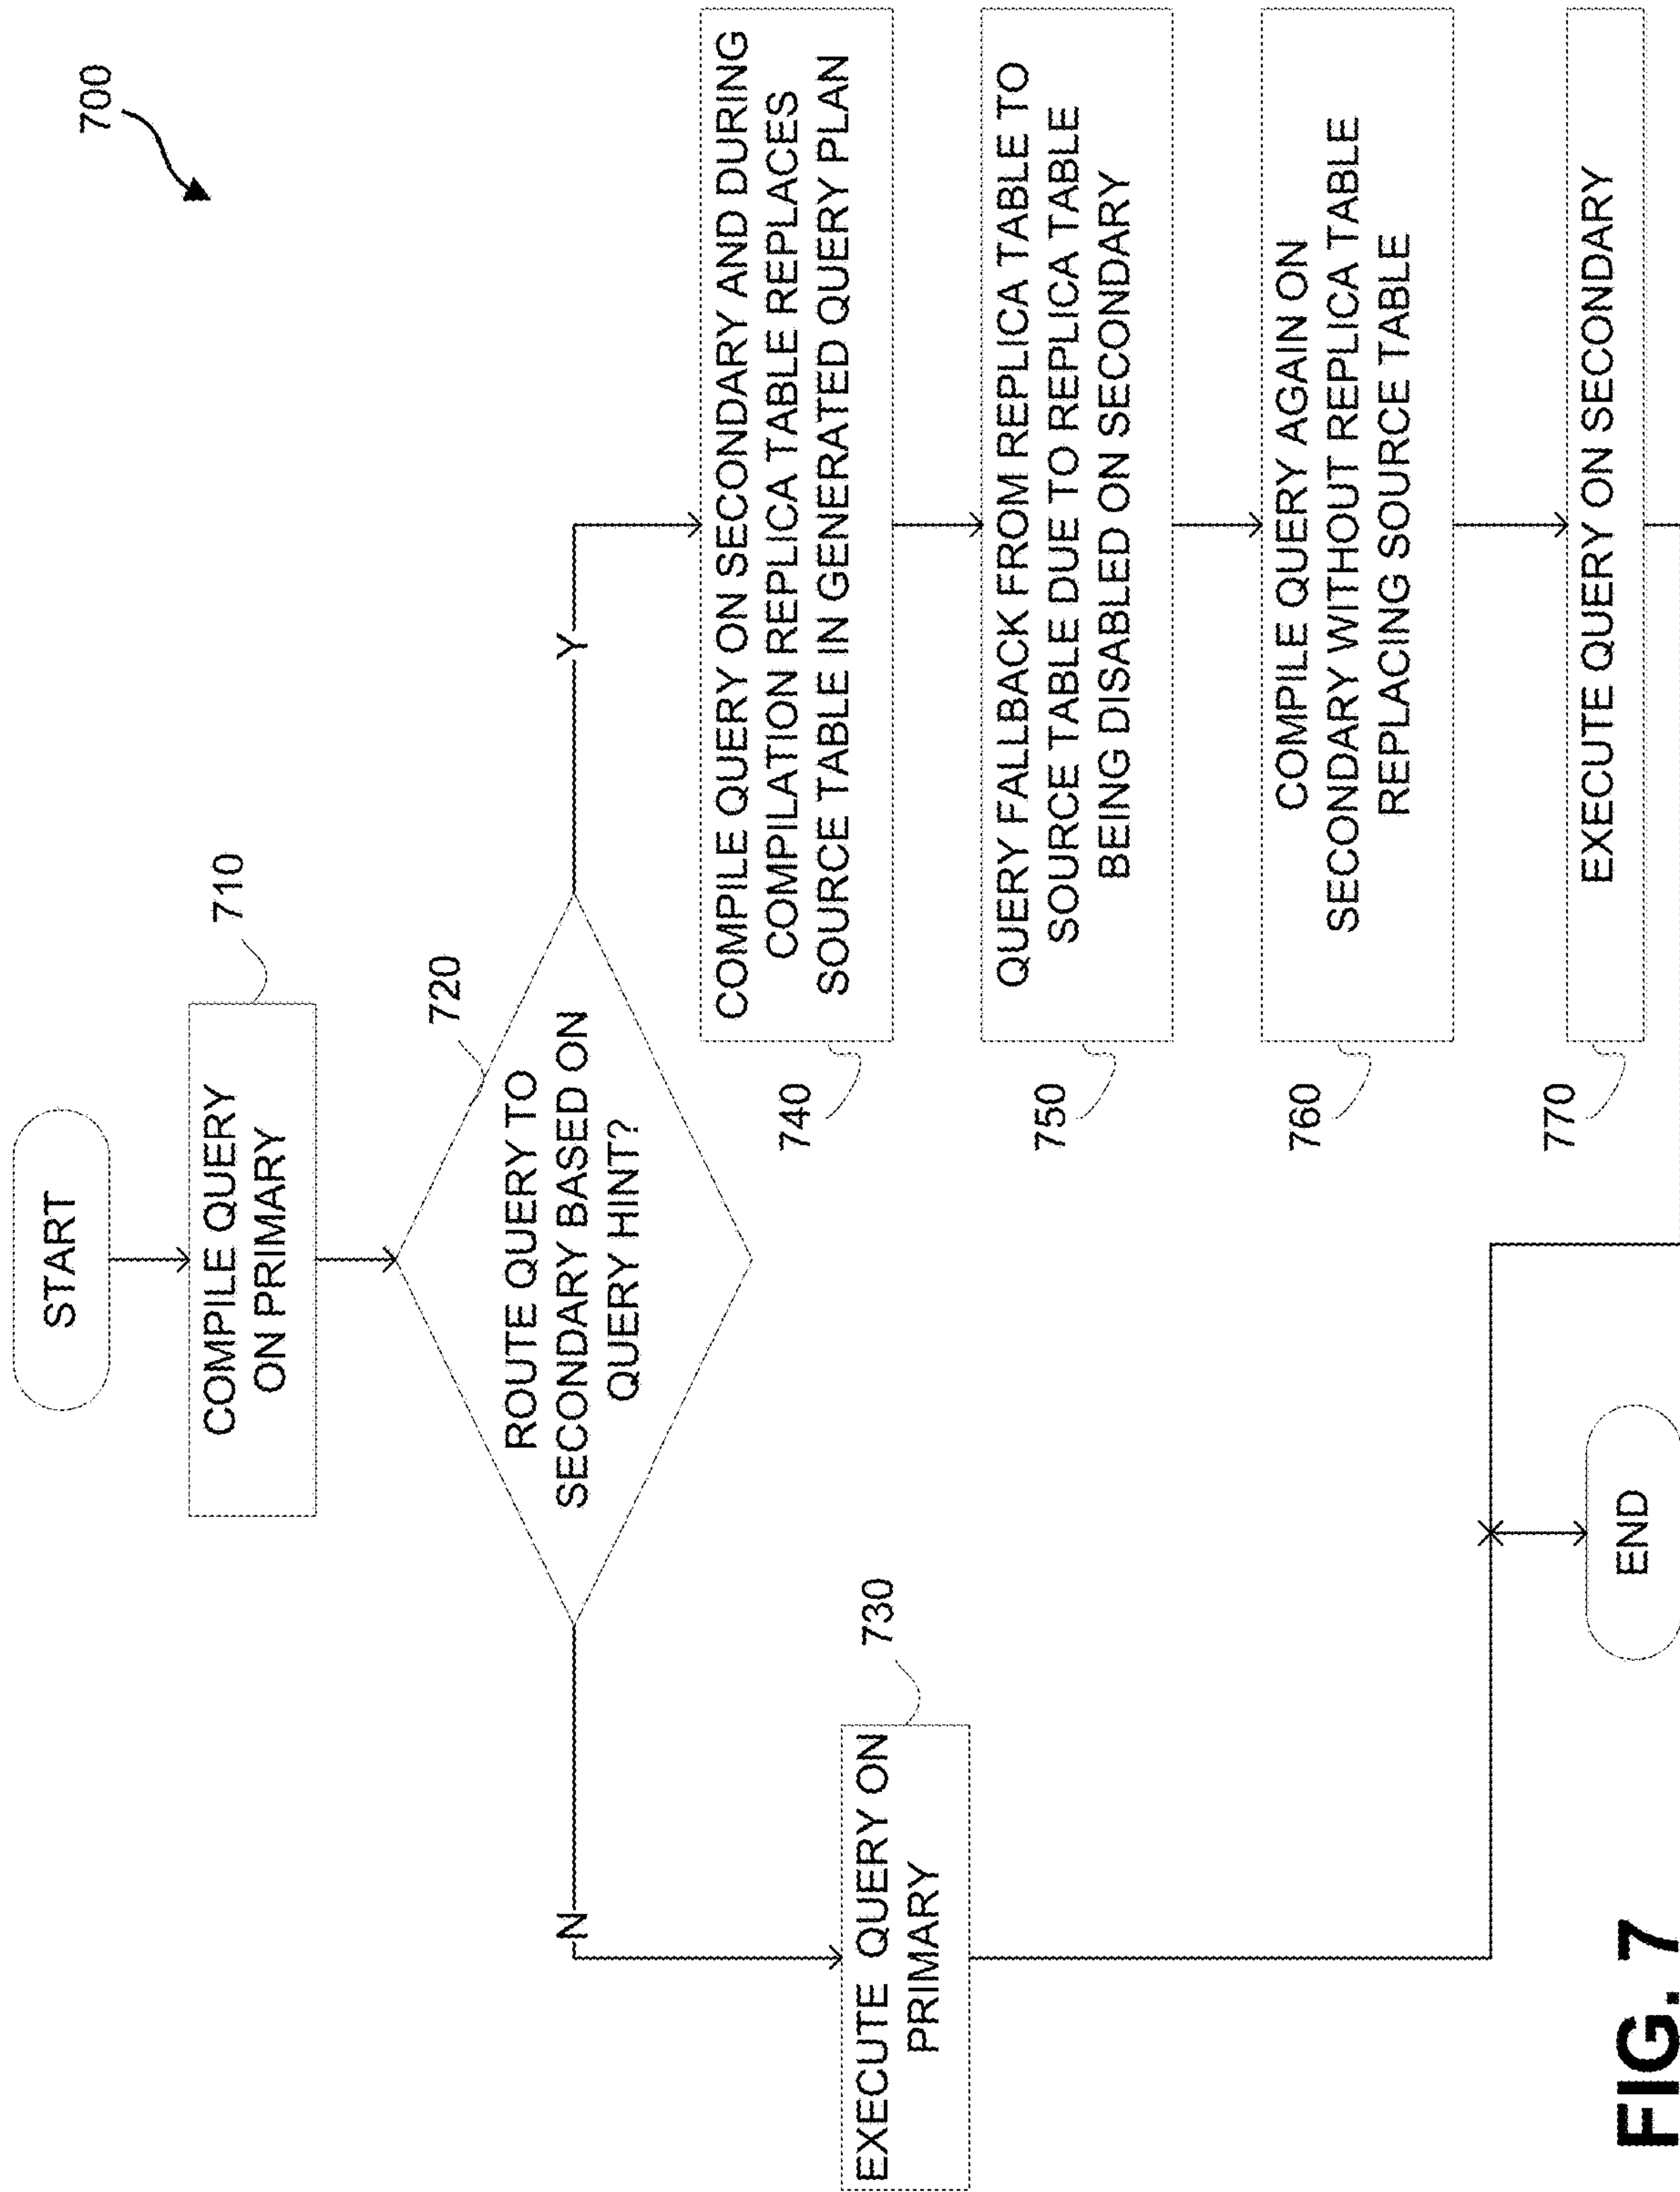 700
START
COMPILE QUERY
ON PRIMARY
710
ROUTE QUERY TO
SECONDARY BASED ON
QUERY HINT?
720
N
Y
EXECUTE QUERY ON
PRIMARY
730
COMPILE QUERY ON SECONDARY AND DURING
COMPILATION REPLICA TABLE REPLACES
SOURCE TABLE IN GENERATED QUERY PLAN
740
QUERY FALLBACK FROM REPLICA TABLE TO
SOURCE TABLE DUE TO REPLICA TABLE
BEING DISABLED ON SECONDARY
750
COMPILE QUERY AGAIN ON
SECONDARY WITHOUT REPLICA TABLE
REPLACING SOURCE TABLE
760
EXECUTE QUERY ON SECONDARY
770
END
FIG. 7